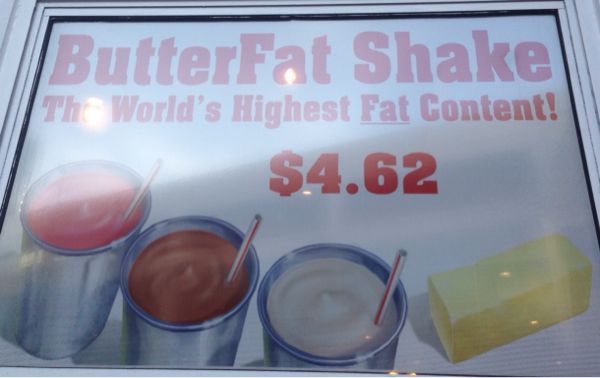 ButterFat Shake
The World's Highest Fat Content!
$4.62